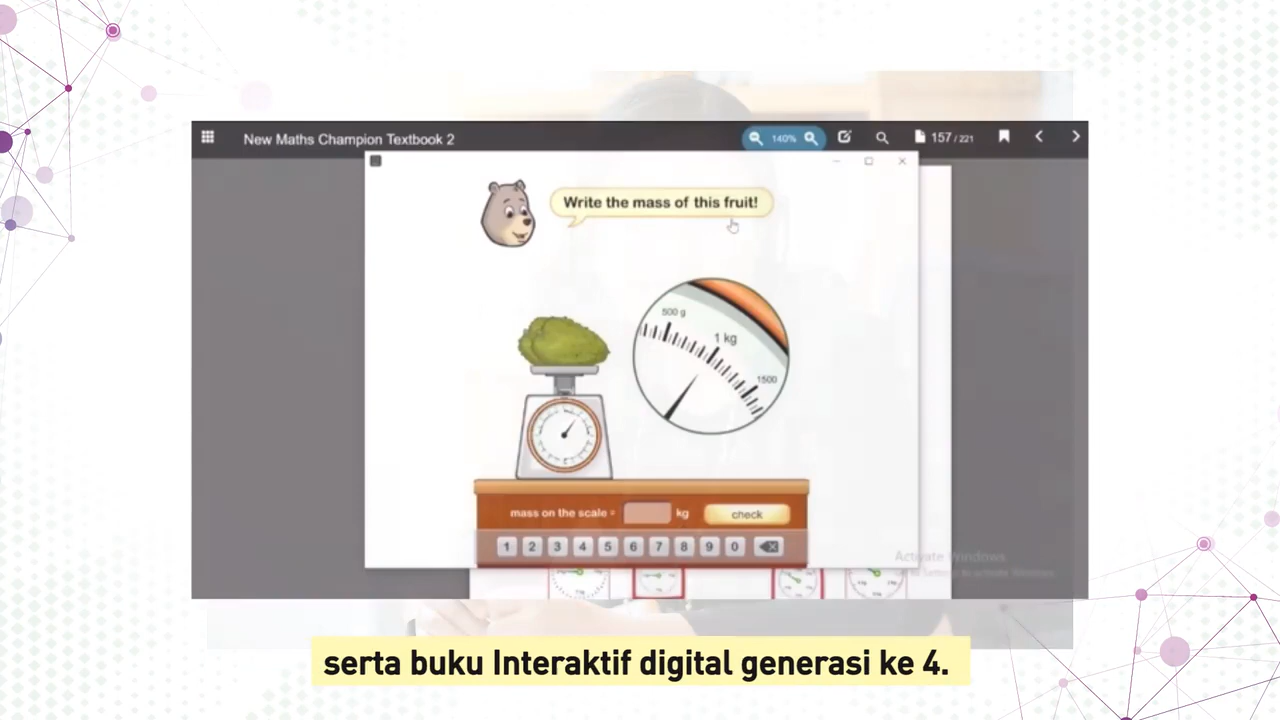 New Maths Champion Textbook 2
140%
157 / 221
Write the mass of this fruit!
500 g
1 kg
1500
mass on the scale =
kg
check
1 2 3 4 5 6 7 8 9 0
Activate Windows
serta buku Interaktif digital generasi ke 4.